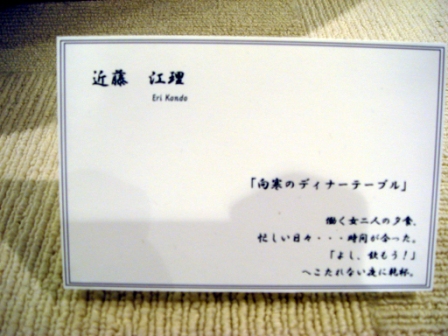 近藤 江理
Eri Kondo
「向寒のディナーテーブル」
働く女二人の夕食、
忙しい日々・・・時間が合った。
「よし、飲もう！」
へこたれない夜に乾杯。